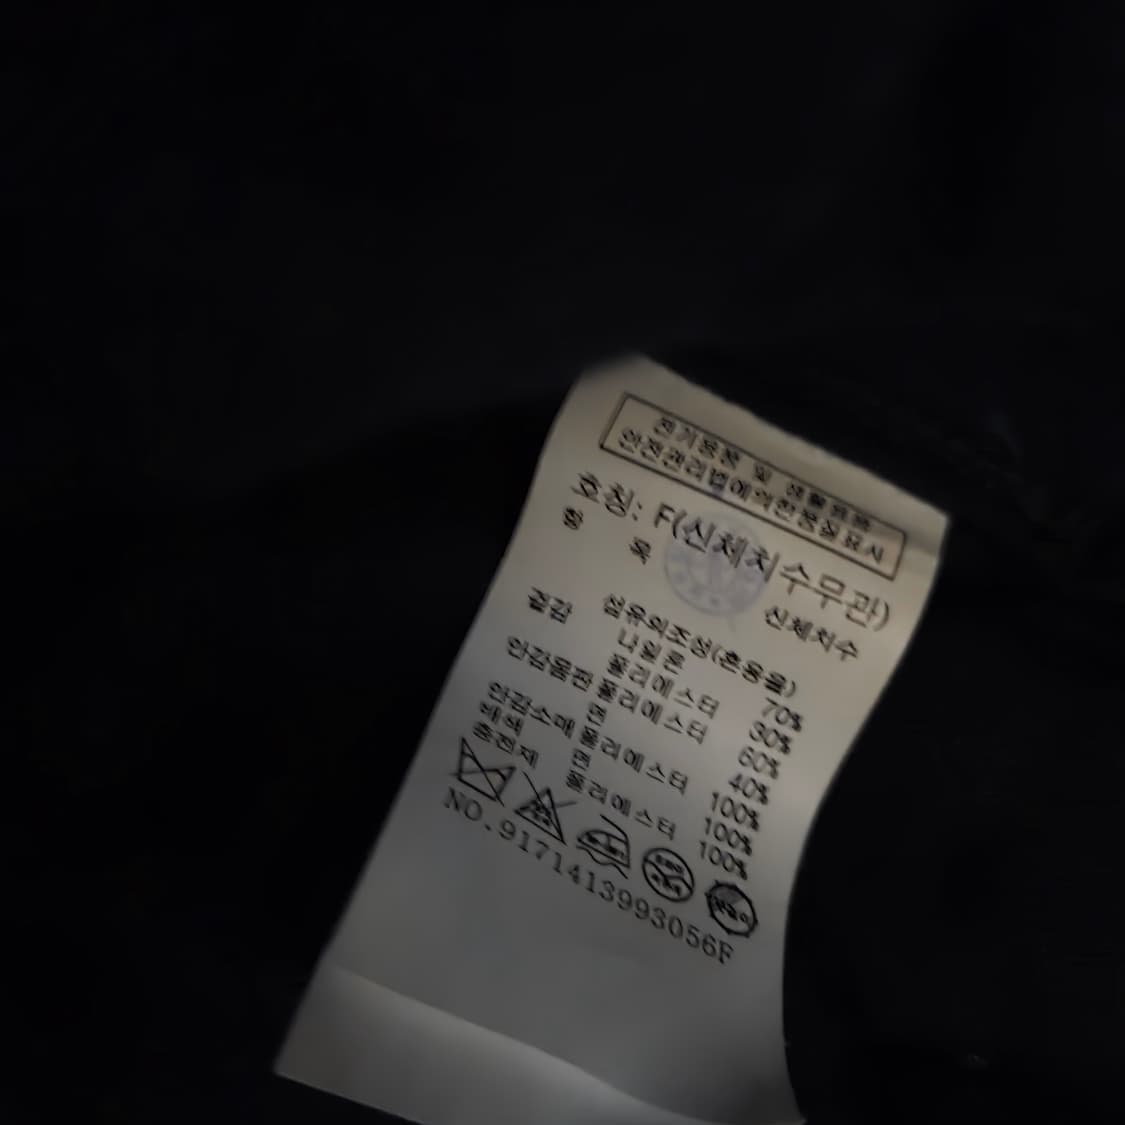 전기용품 및 생활용품
안전관리법에의한품질표시
호칭: F(신체치수무관)
항 목 신체치수
섬유의조성(혼용율)
겉감 나일론 70%
폴리에스터 30%
안감몸판 폴리에스터 60%
면 40%
안감소매 폴리에스터 100%
배색 면 100%
충전재 폴리에스터 100%
NO.9171413993056F